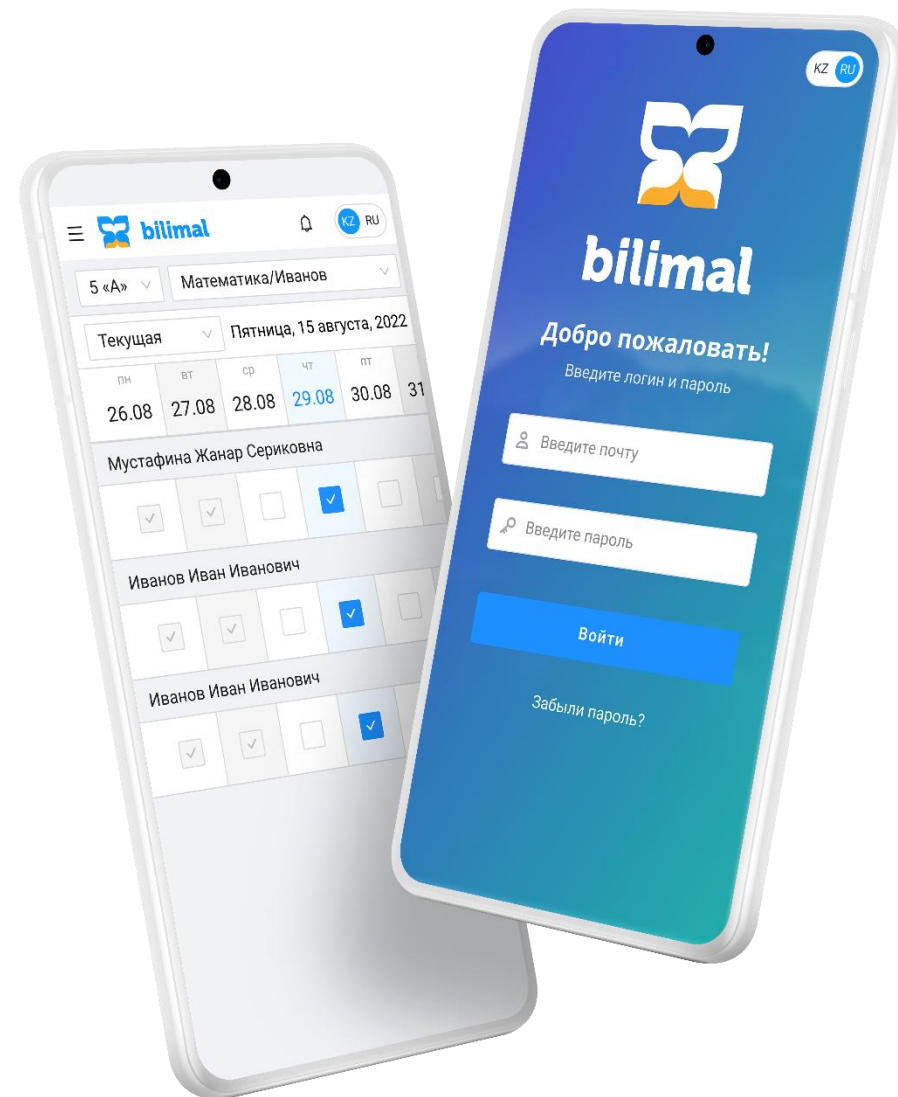 bilimal
KZ RU
5 «А»
Математика/Иванов
Текущая
Пятница, 15 августа, 2022
пн вт ср чт пт
26.08 27.08 28.08 29.08 30.08 31
Мустафина Жанар Сериковна
Иванов Иван Иванович
Иванов Иван Иванович
KZ RU
bilimal
Добро пожаловать!
Введите логин и пароль
Введите почту
Введите пароль
Войти
Забыли пароль?